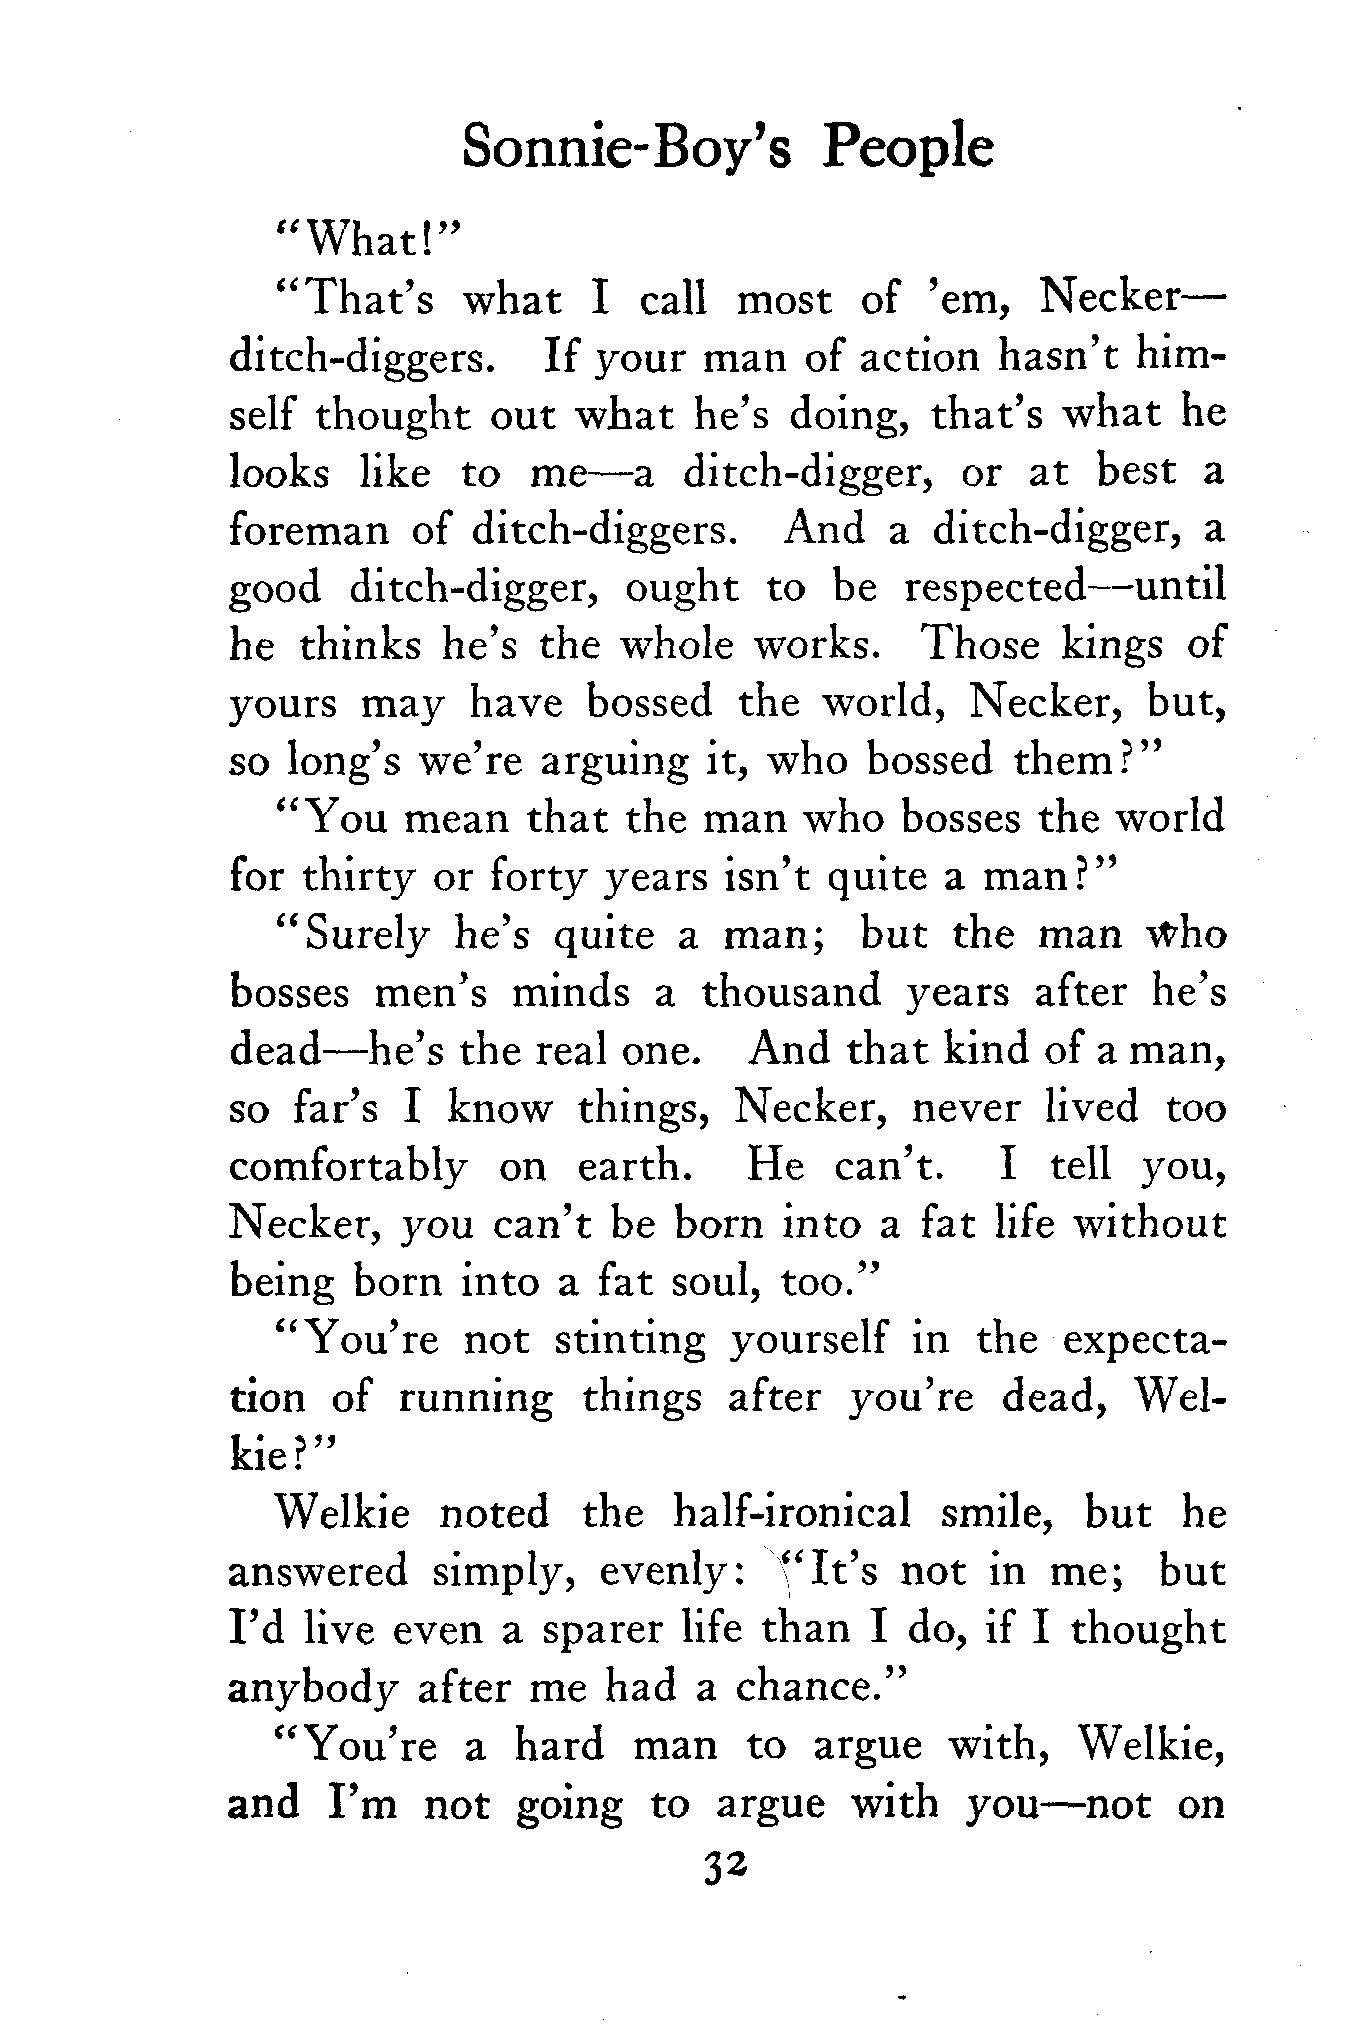 Sonnie-Boy's People
"What!"
"That's what I call most of 'em, Necker—
ditch-diggers. If your man of action hasn't him-
self thought out what he's doing, that's what he
looks like to me—a ditch-digger, or at best a
foreman of ditch-diggers. And a ditch-digger, a
good ditch-digger, ought to be respected—until
he thinks he's the whole works. Those kings of
yours may have bossed the world, Necker, but,
so long's we're arguing it, who bossed them?"
"You mean that the man who bosses the world
for thirty or forty years isn't quite a man?"
"Surely he's quite a man; but the man who
bosses men's minds a thousand years after he's
dead—he's the real one. And that kind of a man,
so far's I know things, Necker, never lived too
comfortably on earth. He can't. I tell you,
Necker, you can't be born into a fat life without
being born into a fat soul, too."
"You're not stinting yourself in the expecta-
tion of running things after you're dead, Wel-
kie?"
Welkie noted the half-ironical smile, but he
answered simply, evenly: "It's not in me; but
I'd live even a sparer life than I do, if I thought
anybody after me had a chance."
"You're a hard man to argue with, Welkie,
and I'm not going to argue with you—not on
32